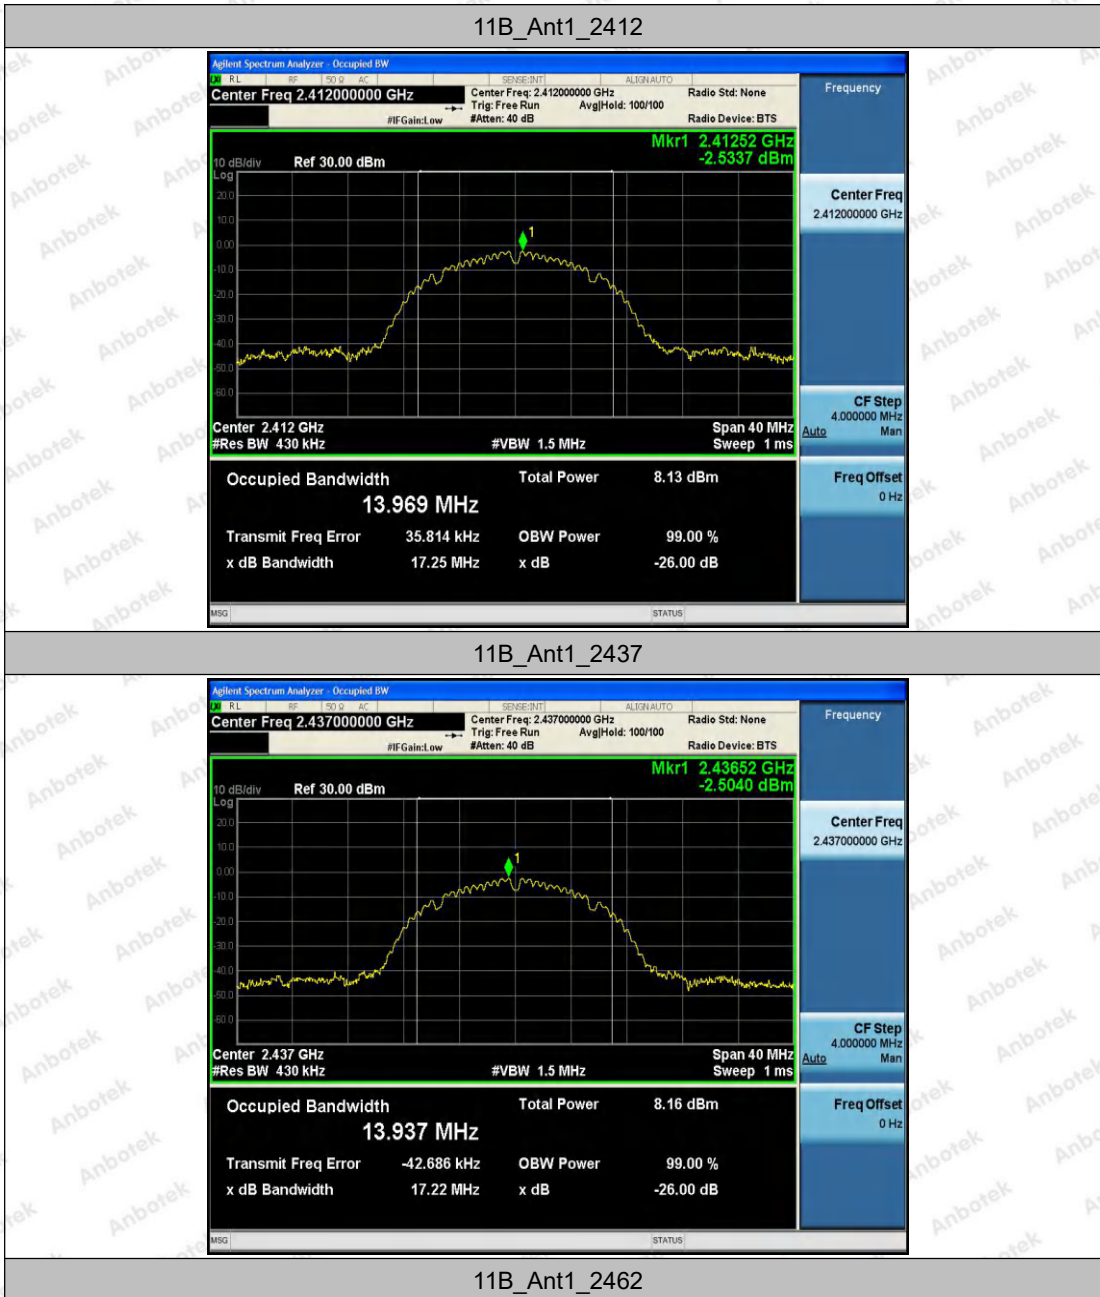 11B_Ant1_2412
Agilent Spectrum Analyzer - Occupied BW
RL RF 50 Ω AC SENSE:INT ALIGNAUTO
Center Freq 2.412000000 GHz
Center Freq: 2.412000000 GHz
Radio Std: None
Trig: Free Run Avg|Hold: 100/100
#IFGain:Low #Atten: 40 dB Radio Device: BTS
Mkr1 2.41252 GHz
-2.5337 dBm
10 dB/div Ref 30.00 dBm
Log
20.0
10.0
0.00
-10.0
-20.0
-30.0
-40.0
-50.0
-60.0
1
Center 2.412 GHz Span 40 MHz
#Res BW 430 kHz #VBW 1.5 MHz Sweep 1 ms
Occupied Bandwidth Total Power 8.13 dBm
13.969 MHz
Transmit Freq Error 35.814 kHz OBW Power 99.00 %
x dB Bandwidth 17.25 MHz x dB -26.00 dB
MSG STATUS
Frequency
Center Freq
2.412000000 GHz
CF Step
4.000000 MHz
Auto Man
Freq Offset
0 Hz
11B_Ant1_2437
Agilent Spectrum Analyzer - Occupied BW
RL RF 50 Ω AC SENSE:INT ALIGNAUTO
Center Freq 2.437000000 GHz
Center Freq: 2.437000000 GHz
Radio Std: None
Trig: Free Run Avg|Hold: 100/100
#IFGain:Low #Atten: 40 dB Radio Device: BTS
Mkr1 2.43652 GHz
-2.5040 dBm
10 dB/div Ref 30.00 dBm
Log
20.0
10.0
0.00
-10.0
-20.0
-30.0
-40.0
-50.0
-60.0
1
Center 2.437 GHz Span 40 MHz
#Res BW 430 kHz #VBW 1.5 MHz Sweep 1 ms
Occupied Bandwidth Total Power 8.16 dBm
13.937 MHz
Transmit Freq Error -42.686 kHz OBW Power 99.00 %
x dB Bandwidth 17.22 MHz x dB -26.00 dB
MSG STATUS
Frequency
Center Freq
2.437000000 GHz
CF Step
4.000000 MHz
Auto Man
Freq Offset
0 Hz
11B_Ant1_2462